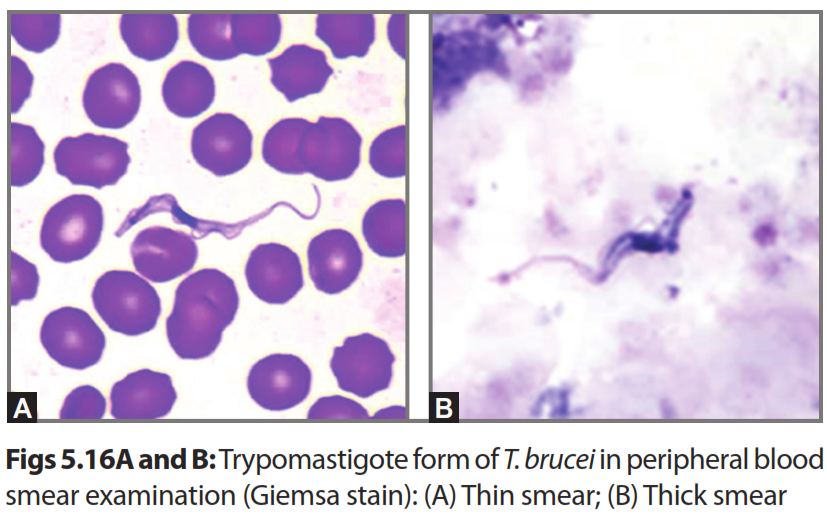 A
B
Figs 5.16A and B: Trypomastigote form of T. brucei in peripheral blood
smear examination (Giemsa stain): (A) Thin smear; (B) Thick smear